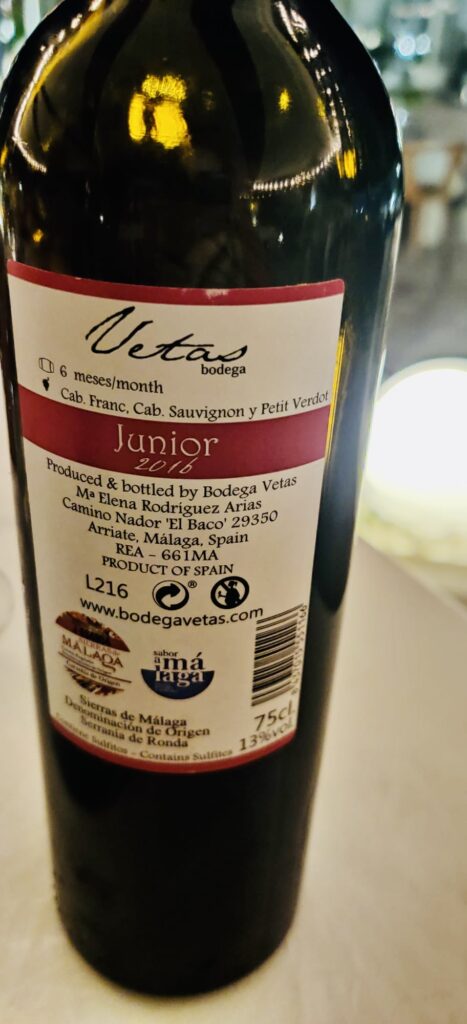 Vetas
bodega
6 meses/month
Cab. Franc, Cab. Sauvignon y Petit Verdot
Junior
2016
Produced & bottled by Bodega Vetas
Mª Elena Rodríguez Arias
Camino Nador 'El Baco' 29350
Arriate, Málaga, Spain
REA - 661MA
PRODUCT OF SPAIN
L216 ®
www.bodegavetas.com
SIERRAS de
MÁLAGA
sabor
a má
laga
Sierras de Málaga
Denominación de Origen
Serranía de Ronda
75cl.
13%vol.
Contiene Sulfitos - Contains Sulfites